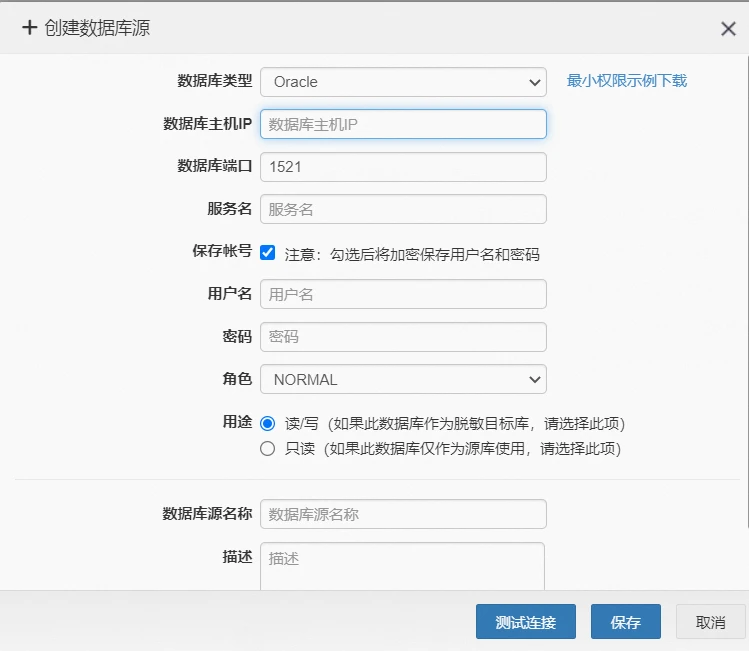 创建数据库源
数据库类型 Oracle 最小权限示例下载
数据库主机IP 数据库主机IP
数据库端口 1521
服务名 服务名
保存帐号 注意：勾选后将加密保存用户名和密码
用户名 用户名
密码 密码
角色 NORMAL
用途 读/写（如果此数据库作为脱敏目标库，请选择此项）
只读（如果此数据库仅作为源库使用，请选择此项）
数据库源名称 数据库源名称
描述 描述
测试连接 保存 取消